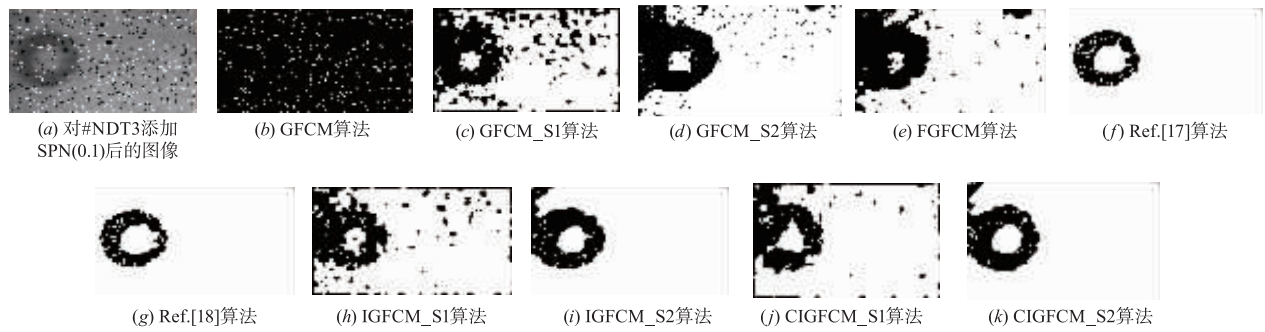 (a) 对#NDT3添加
SPN(0.1)后的图像
(b) GFCM算法
(c) GFCM_S1算法
(d) GFCM_S2算法
(e) FGFCM算法
(f) Ref.[17]算法
(g) Ref.[18]算法
(h) IGFCM_S1算法
(i) IGFCM_S2算法
(j) CIGFCM_S1算法
(k) CIGFCM_S2算法